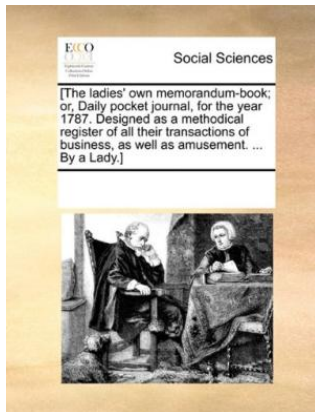 ECCO
Social Sciences
[The ladies' own memorandum-book;
or, Daily pocket journal, for the year
1787. Designed as a methodical
register of all their transactions of
business, as well as amusement. ...
By a Lady.]